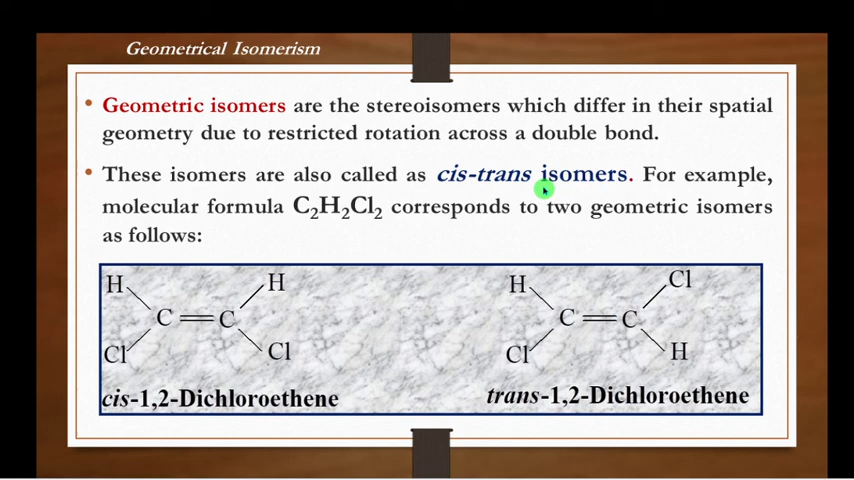 Geometrical Isomerism
• Geometric isomers are the stereoisomers which differ in their spatial
geometry due to restricted rotation across a double bond.
• These isomers are also called as cis-trans isomers. For example,
molecular formula C₂H₂Cl₂ corresponds to two geometric isomers
as follows:
H H
C C
Cl Cl
cis-1,2-Dichloroethene
H Cl
C C
Cl H
trans-1,2-Dichloroethene